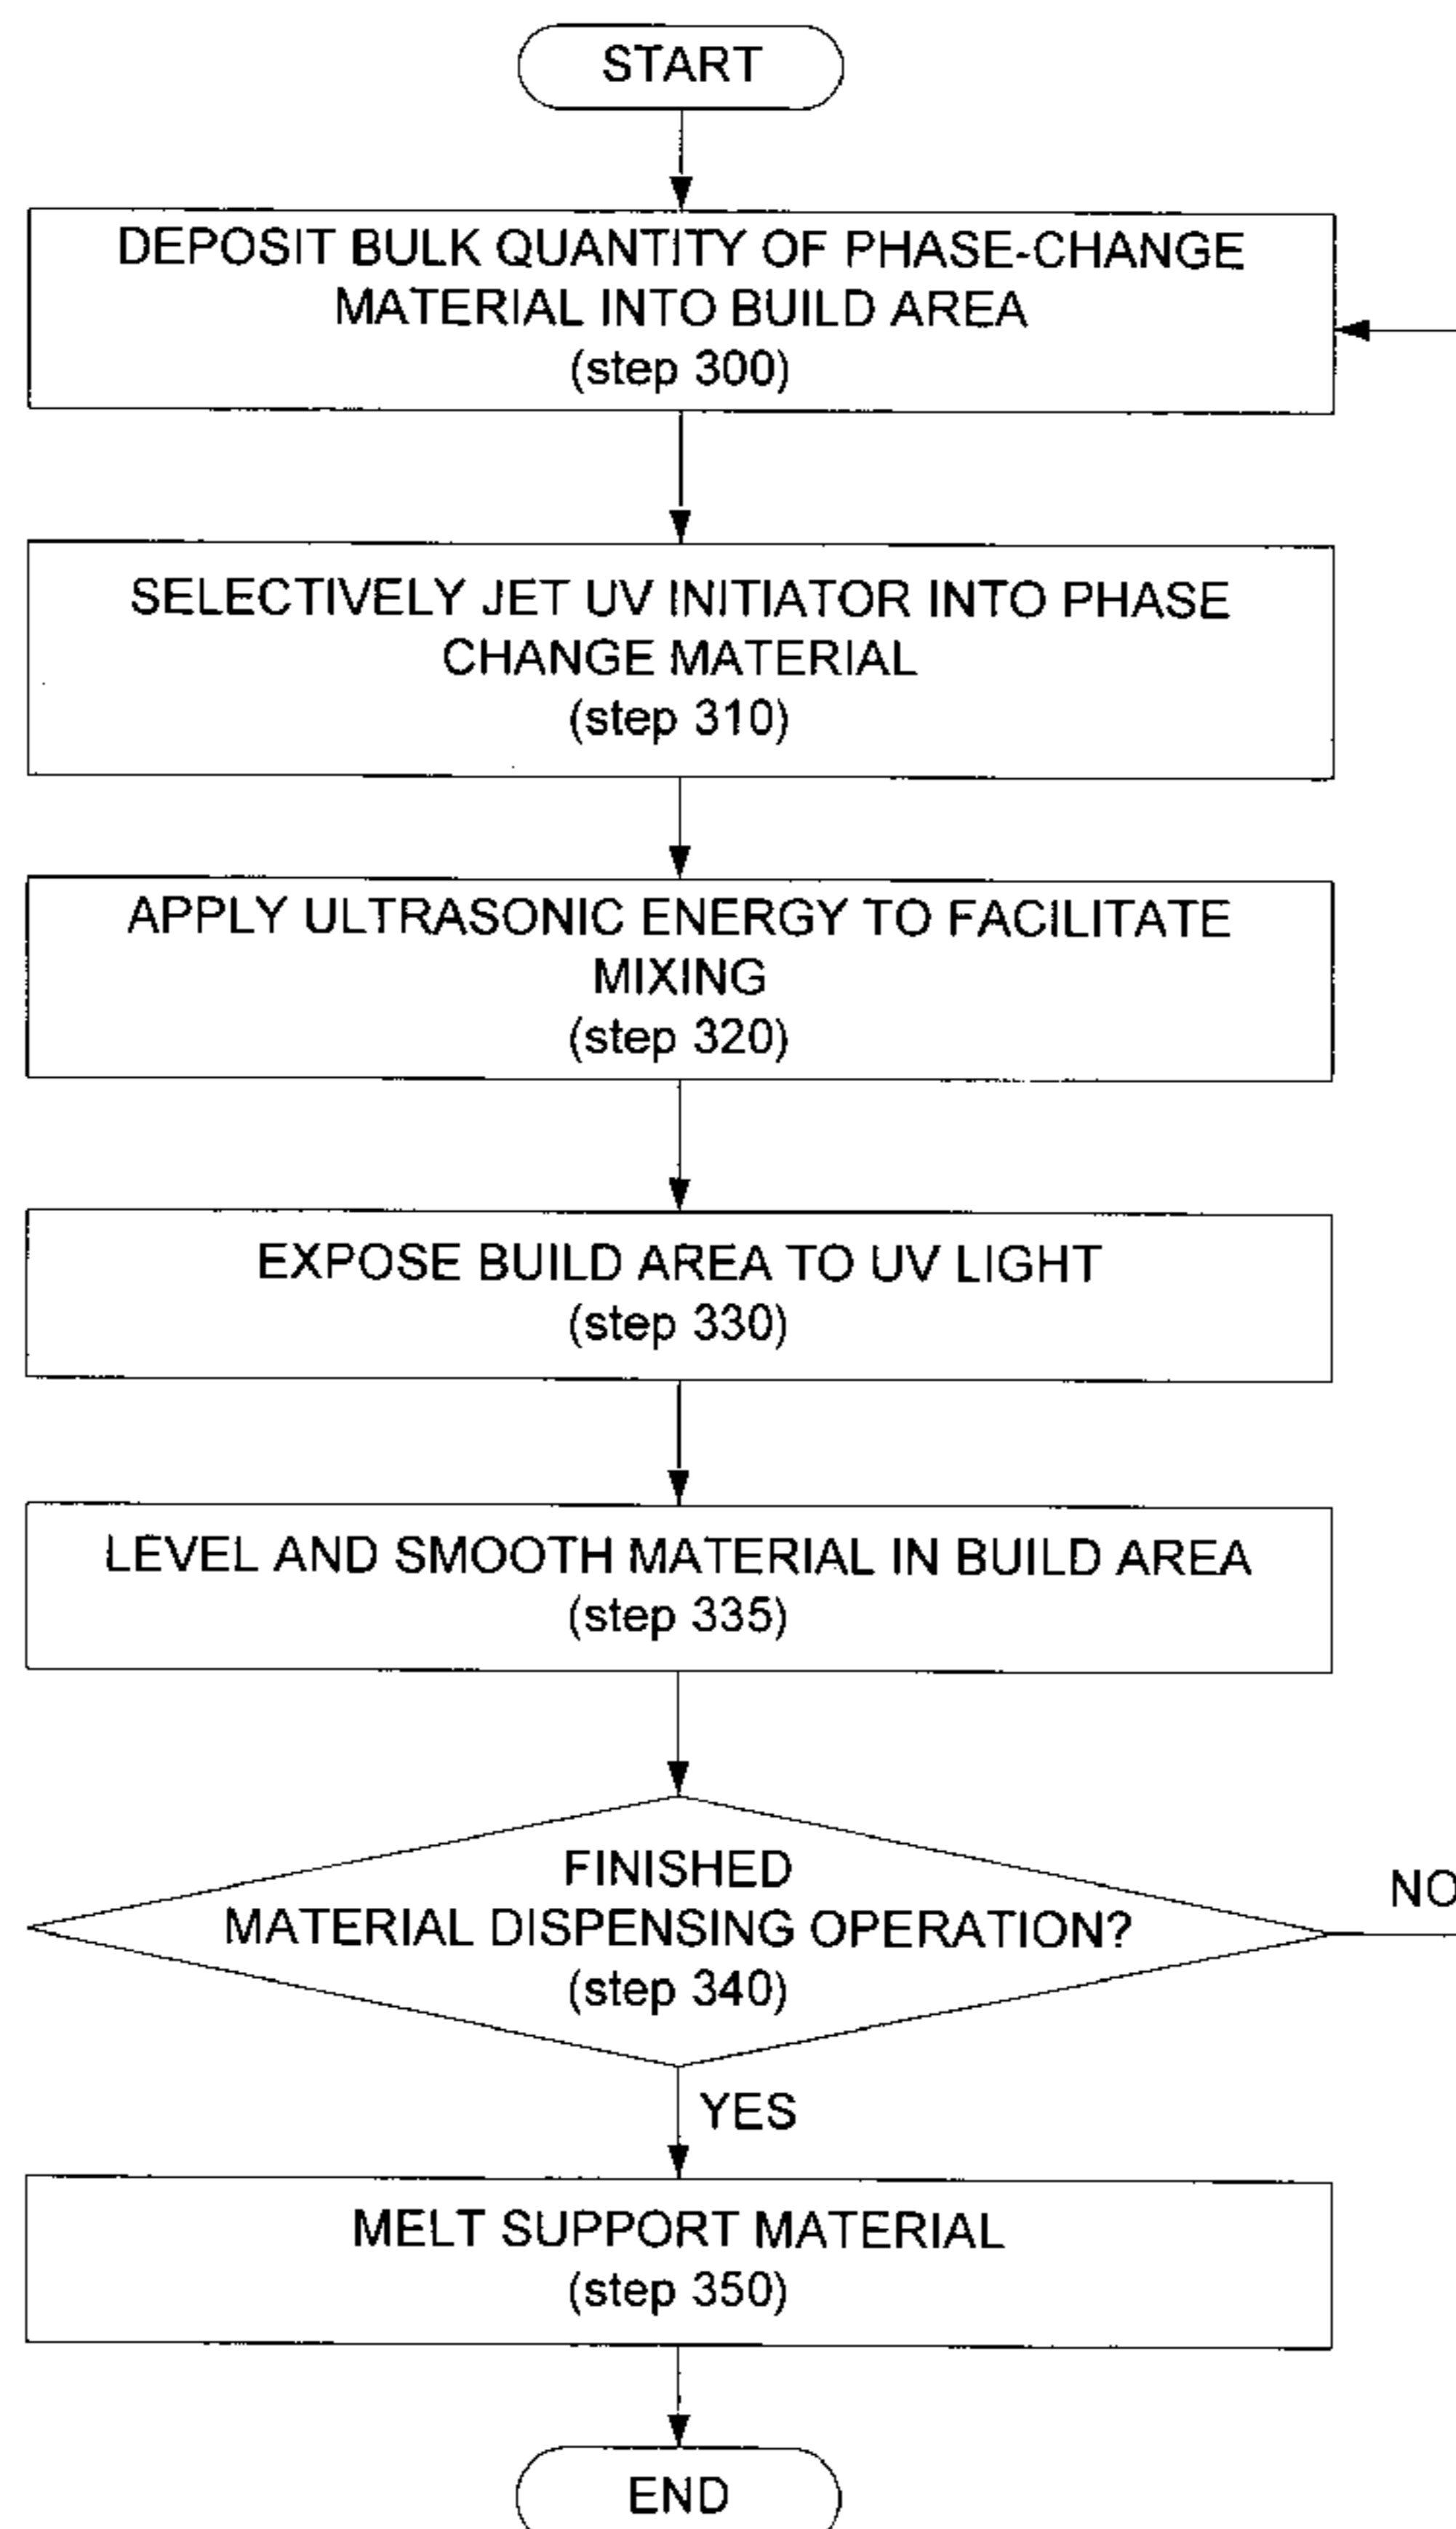 START
DEPOSIT BULK QUANTITY OF PHASE-CHANGE
MATERIAL INTO BUILD AREA
(step 300)
SELECTIVELY JET UV INITIATOR INTO PHASE
CHANGE MATERIAL
(step 310)
APPLY ULTRASONIC ENERGY TO FACILITATE
MIXING
(step 320)
EXPOSE BUILD AREA TO UV LIGHT
(step 330)
LEVEL AND SMOOTH MATERIAL IN BUILD AREA
(step 335)
FINISHED
MATERIAL DISPENSING OPERATION?
(step 340)
NO
YES
MELT SUPPORT MATERIAL
(step 350)
END